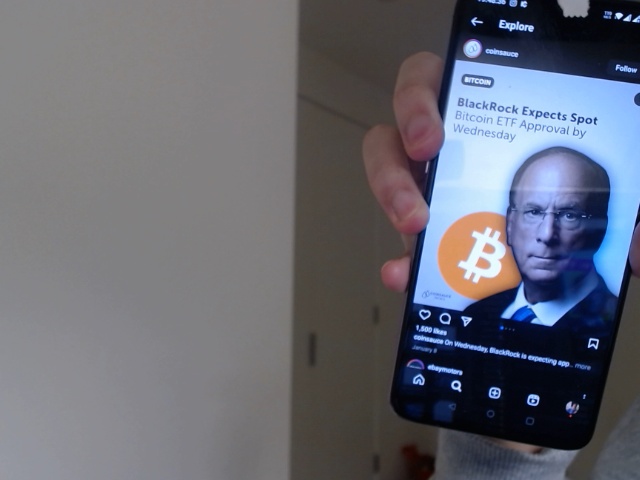 Explore
coinsauce
Follow
BITCOIN
BlackRock Expects Spot
Bitcoin ETF Approval by
Wednesday
1,500 likes
coinsauce On Wednesday, BlackRock is expecting app... more
January 8
ebaymotors